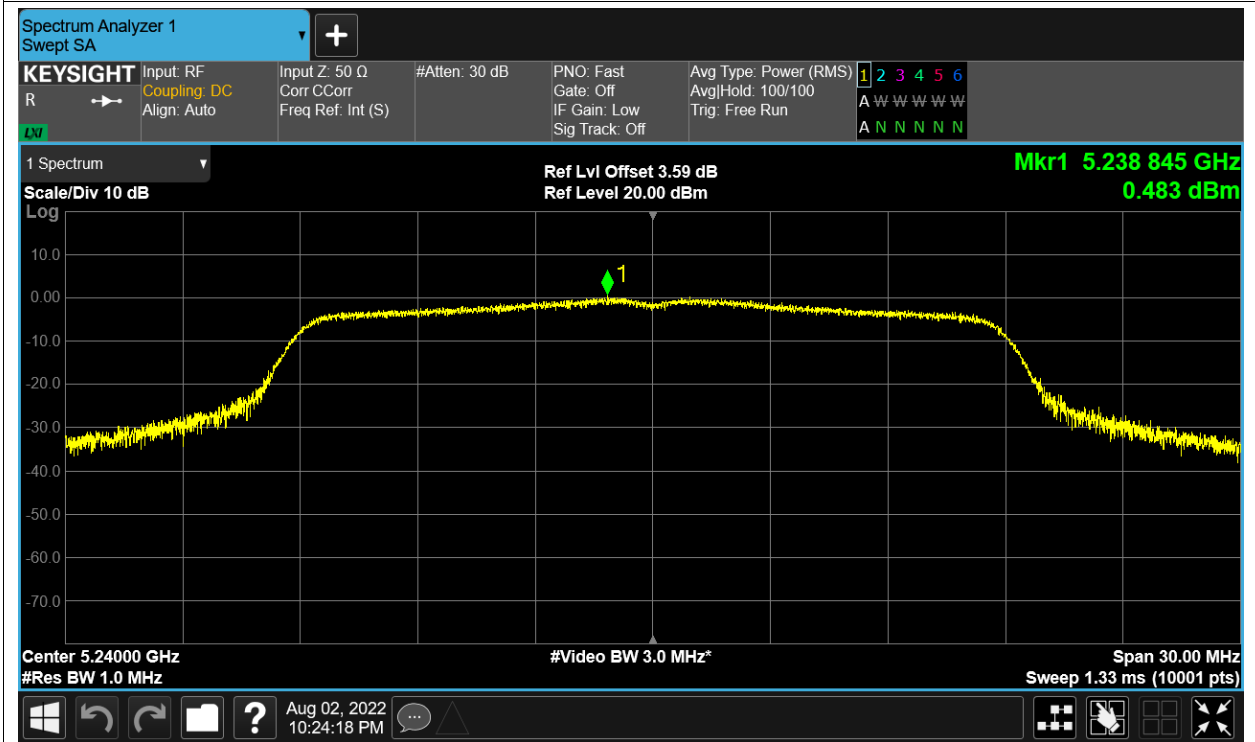 Spectrum Analyzer 1
Swept SA
+
KEYSIGHT
R
LXI
Input: RF
Coupling: DC
Align: Auto
Input Z: 50 Ω
Corr CCorr
Freq Ref: Int (S)
#Atten: 30 dB
PNO: Fast
Gate: Off
IF Gain: Low
Sig Track: Off
Avg Type: Power (RMS)
Avg|Hold: 100/100
Trig: Free Run
1 2 3 4 5 6
A W W W W W
A N N N N N
1 Spectrum
Scale/Div 10 dB
Log
Ref Lvl Offset 3.59 dB
Ref Level 20.00 dBm
Mkr1 5.238 845 GHz
0.483 dBm
10.0
0.00
-10.0
-20.0
-30.0
-40.0
-50.0
-60.0
-70.0
1
Center 5.24000 GHz
#Res BW 1.0 MHz
#Video BW 3.0 MHz*
Span 30.00 MHz
Sweep 1.33 ms (10001 pts)
?
Aug 02, 2022
10:24:18 PM